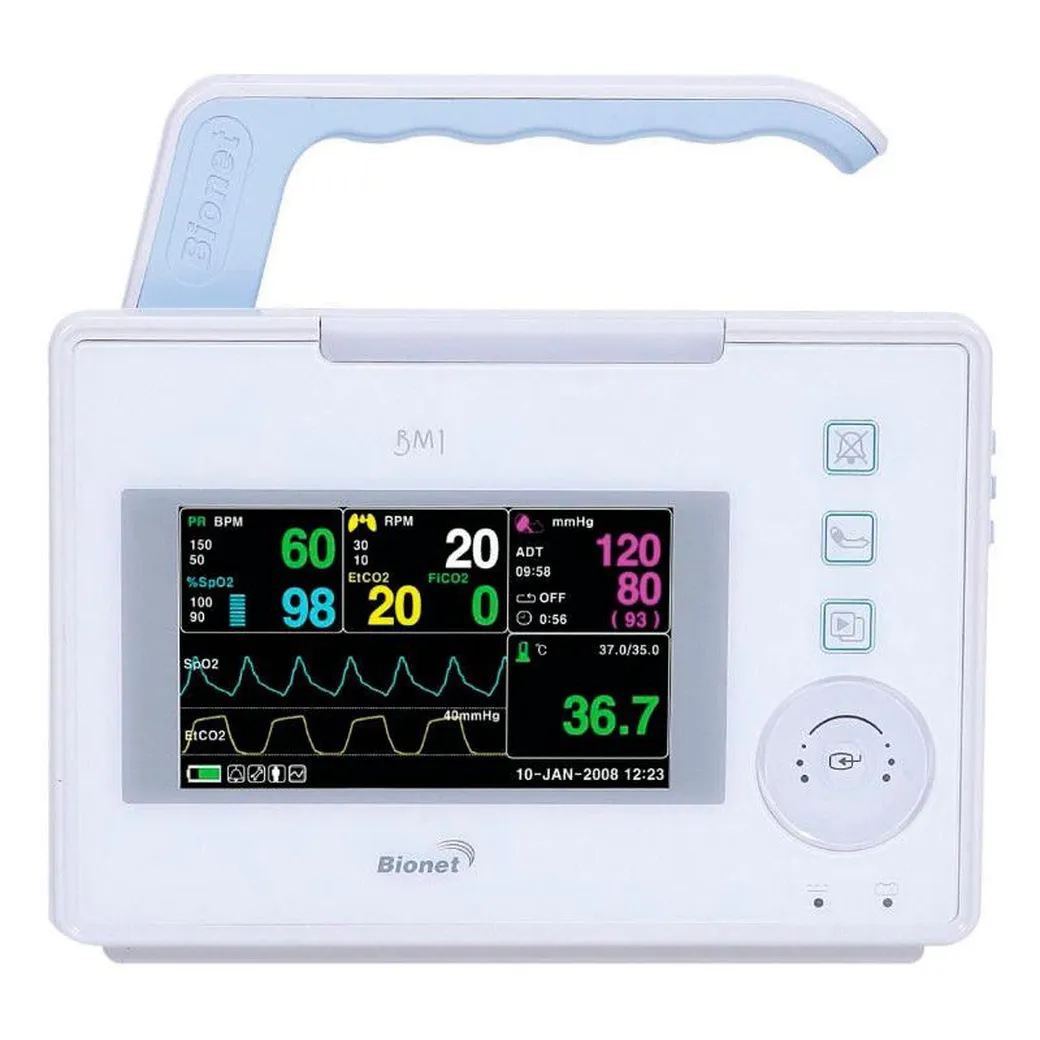 Bionet
BM1
PR BPM
150
50
60
%SpO2
100
90
98
RPM
30
10
20
EtCO2
20
FiCO2
0
mmHg
ADT
09:58
OFF
0:56
120
80
(93)
SpO2
40mmHg
EtCO2
℃
37.0/35.0
36.7
10-JAN-2008 12:23
Bionet